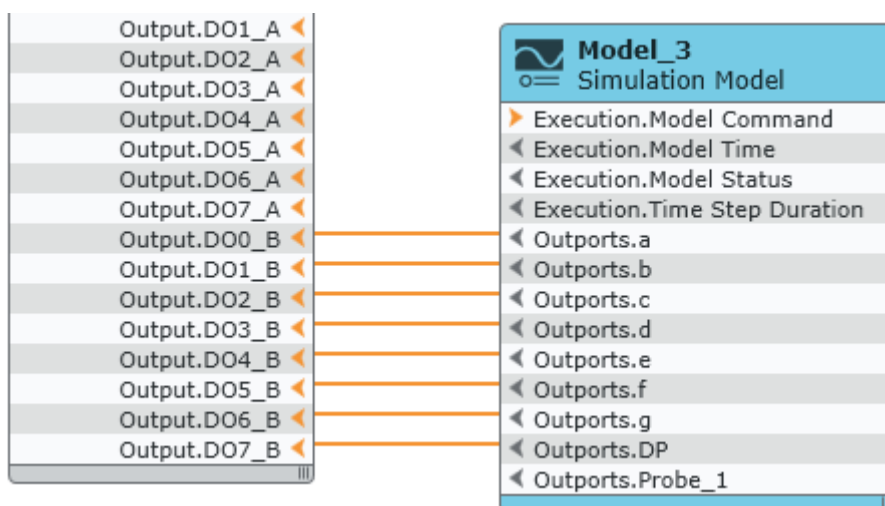 Output.DO1_A
Output.DO2_A
Output.DO3_A
Output.DO4_A
Output.DO5_A
Output.DO6_A
Output.DO7_A
Output.DO0_B
Output.DO1_B
Output.DO2_B
Output.DO3_B
Output.DO4_B
Output.DO5_B
Output.DO6_B
Output.DO7_B
Model_3
Simulation Model
Execution.Model Command
Execution.Model Time
Execution.Model Status
Execution.Time Step Duration
Outports.a
Outports.b
Outports.c
Outports.d
Outports.e
Outports.f
Outports.g
Outports.DP
Outports.Probe_1